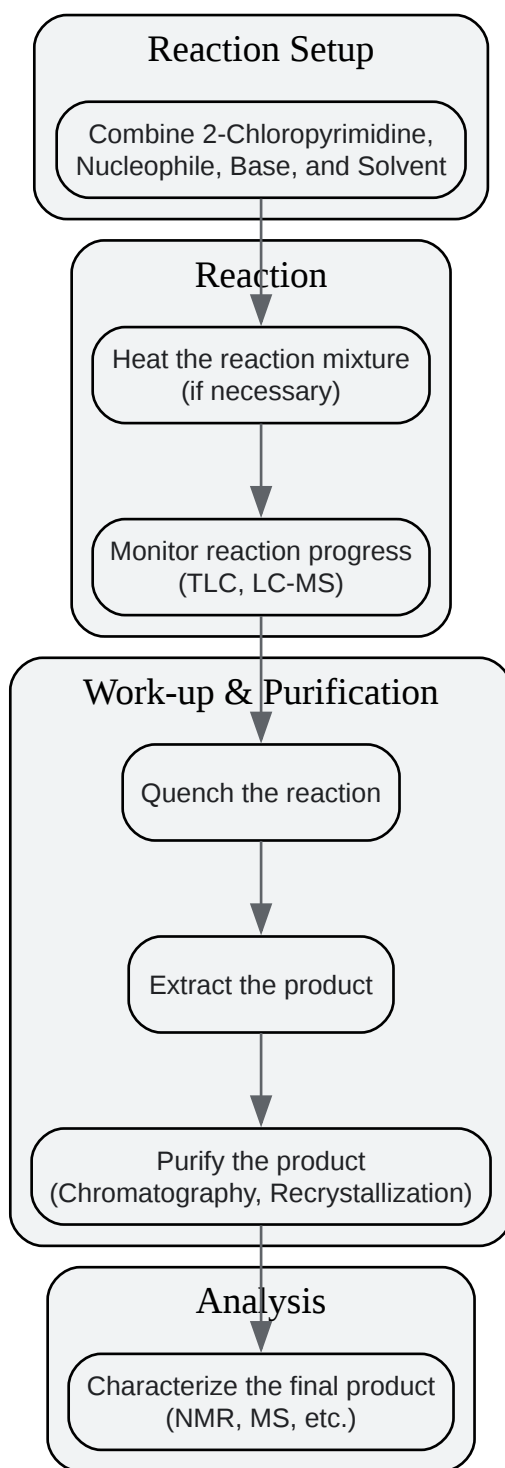 Reaction Setup
Combine 2-Chloropyrimidine,
Nucleophile, Base, and Solvent
Reaction
Heat the reaction mixture
(if necessary)
Monitor reaction progress
(TLC, LC-MS)
Work-up & Purification
Quench the reaction
Extract the product
Purify the product
(Chromatography, Recrystallization)
Analysis
Characterize the final product
(NMR, MS, etc.)